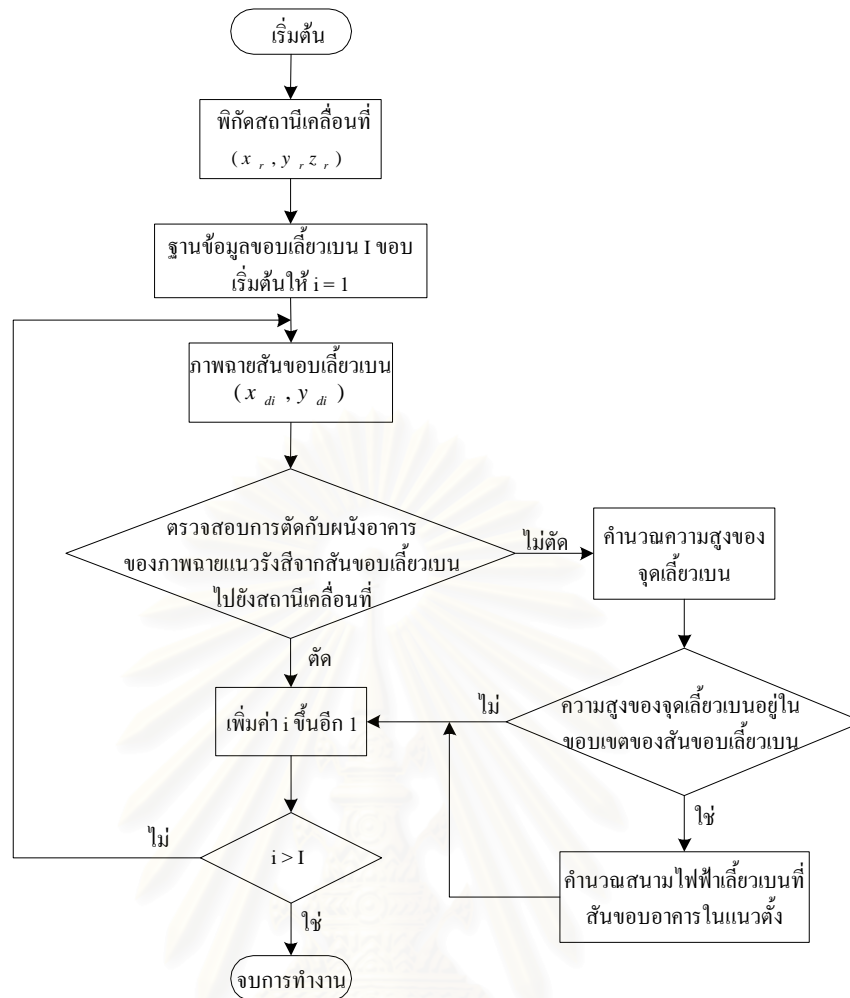 เริ่มต้น
พิกัดสถานีเคลื่อนที่
( x r , y r z r )
ฐานข้อมูลขอบเลี้ยวเบน I ขอบ
เริ่มต้นให้ i = 1
ภาพฉายสันขอบเลี้ยวเบน
( x di , y di )
ตรวจสอบการตัดกับผนังอาคาร
ของภาพฉายแนวรังสีจากสันขอบเลี้ยวเบน
ไปยังสถานีเคลื่อนที่
ไม่ตัด
คำนวณความสูงของ
จุดเลี้ยวเบน
ตัด
ความสูงของจุดเลี้ยวเบนอยู่ใน
ขอบเขตของสันขอบเลี้ยวเบน
ไม่
เพิ่มค่า i ขึ้นอีก 1
ใช่
คำนวณสนามไฟฟ้าเลี้ยวเบนที่
สันขอบอาคารในแนวตั้ง
ไม่
i > I
ใช่
จบการทำงาน